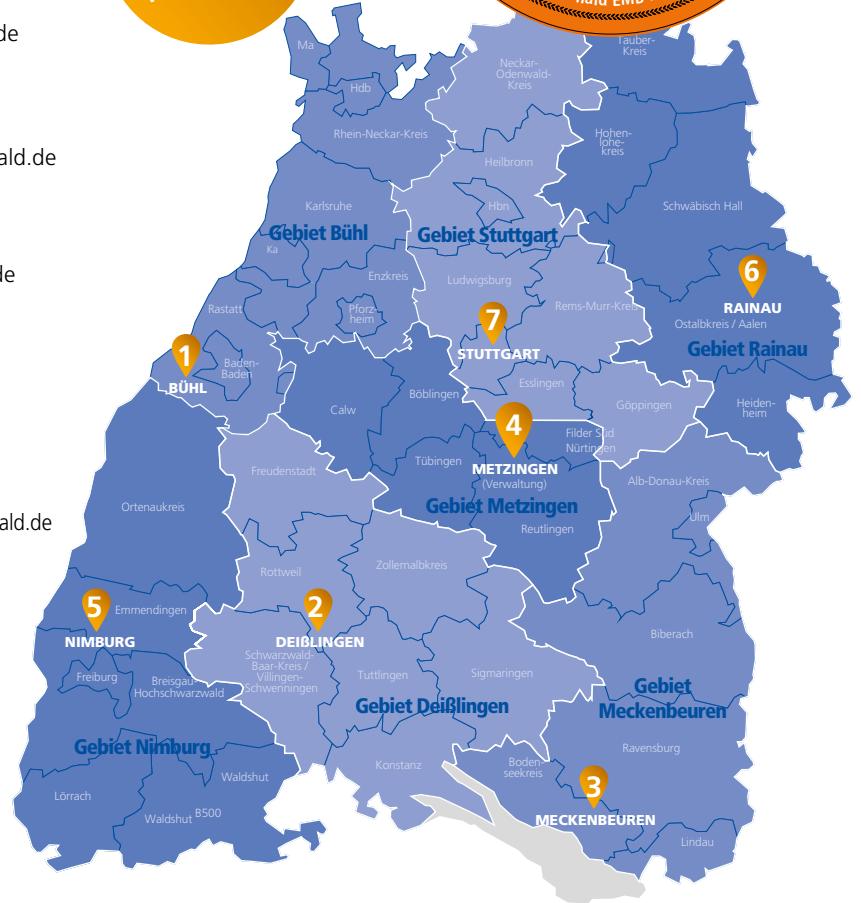 de
ald.de
de
ald.de
Ma
Hdb
Rhein-Neckar-Kreis
Neckar-
Odenwald-
Kreis
Tauber-
Kreis
Hohen-
lohe-
kreis
Heilbronn
Hbn
Karlsruhe
Gebiet Bühl
Ka
Gebiet Stuttgart
Schwäbisch Hall
Enzkreis
Ludwigsburg
Rems-Murr-Kreis
6
RAINAU
Ostalbkreis / Aalen
Gebiet Rainau
Rastatt
Pforz-
heim
7
STUTTGART
1
BÜHL
Baden-
Baden
Calw
Böblingen
Esslingen
Göppingen
Heiden-
heim
4
METZINGEN
(Verwaltung)
Filder Süd
Nürtingen
Tübingen
Gebiet Metzingen
Reutlingen
Freudenstadt
Alb-Donau-Kreis
Ulm
Ortenaukreis
Rottweil
Zollernalbkreis
5
NIMBURG
Emmendingen
2
DEIßLINGEN
Schwarzwald-
Baar-Kreis /
Villingen-
Schwenningen
Biberach
Freiburg
Breisgau-
Hochschwarzwald
Tuttlingen
Sigmaringen
Gebiet Deißlingen
Gebiet
Meckenbeuren
Gebiet Nimburg
Ravensburg
Konstanz
Boden-
seekreis
Waldshut
Lörrach
Waldshut B500
3
MECKENBEUREN
Lindau